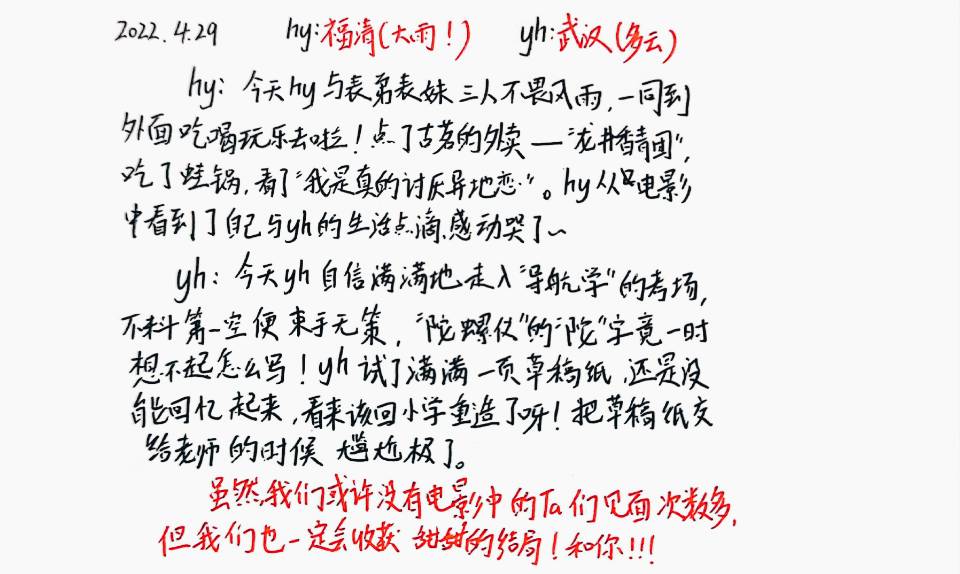 2022.4.29 hy:福清(大雨!) yh:武汉(多云)
hy: 今天hy与表弟表妹三人不畏风雨,一同到
外面吃喝玩乐去啦!点了古茗的外卖——“龙井香青团”,
吃了蛙锅,看了“我是真的讨厌异地恋”。hy从电影
中看到了自己与yh的生活点滴,感动哭了~
yh: 今天yh自信满满地走入“导航学”的考场,
不料第一空便束手无策,“陀螺仪”的“陀”字竟一时
想不起怎么写!yh试了满满一页草稿纸,还是没
能回忆起来,看来该回小学重造了呀!把草稿纸交
给老师的时候尴尬极了。
虽然我们或许没有电影中的Ta们见面次数多,
但我们也一定会收获甜甜的结局!和你!!!